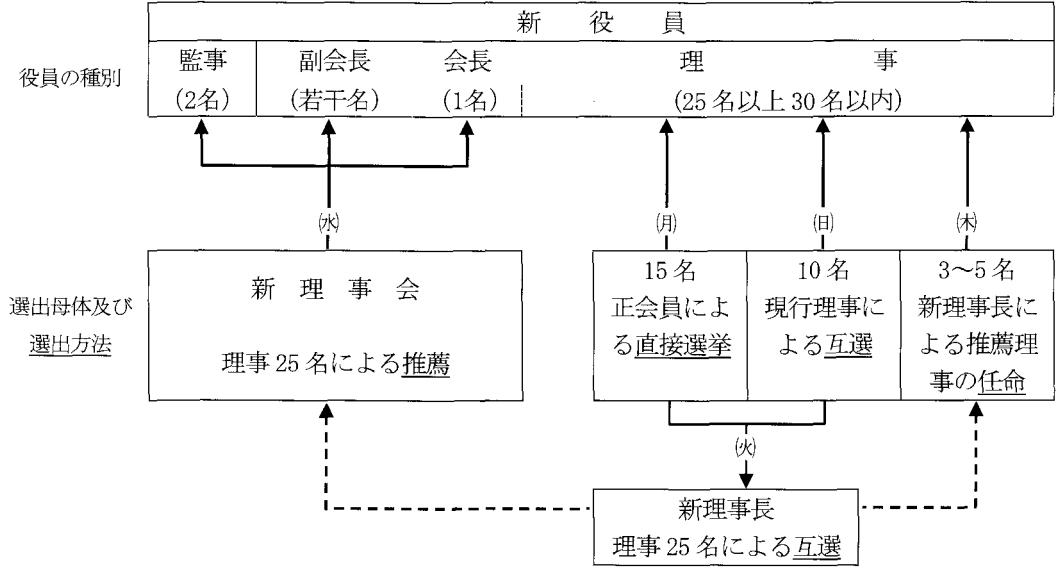 新役員
役員の種別
監事
(2名)
副会長
(若干名)
会長
(1名)
理事
(25名以上30名以内)
㈬
㈪
㈰
㈭
選出母体及び
選出方法
新理事会
理事25名による推薦
15名
正会員によ
る直接選挙
10名
現行理事に
よる互選
3~5名
新理事長に
よる推薦理
事の任命
㈫
新理事長
理事25名による互選